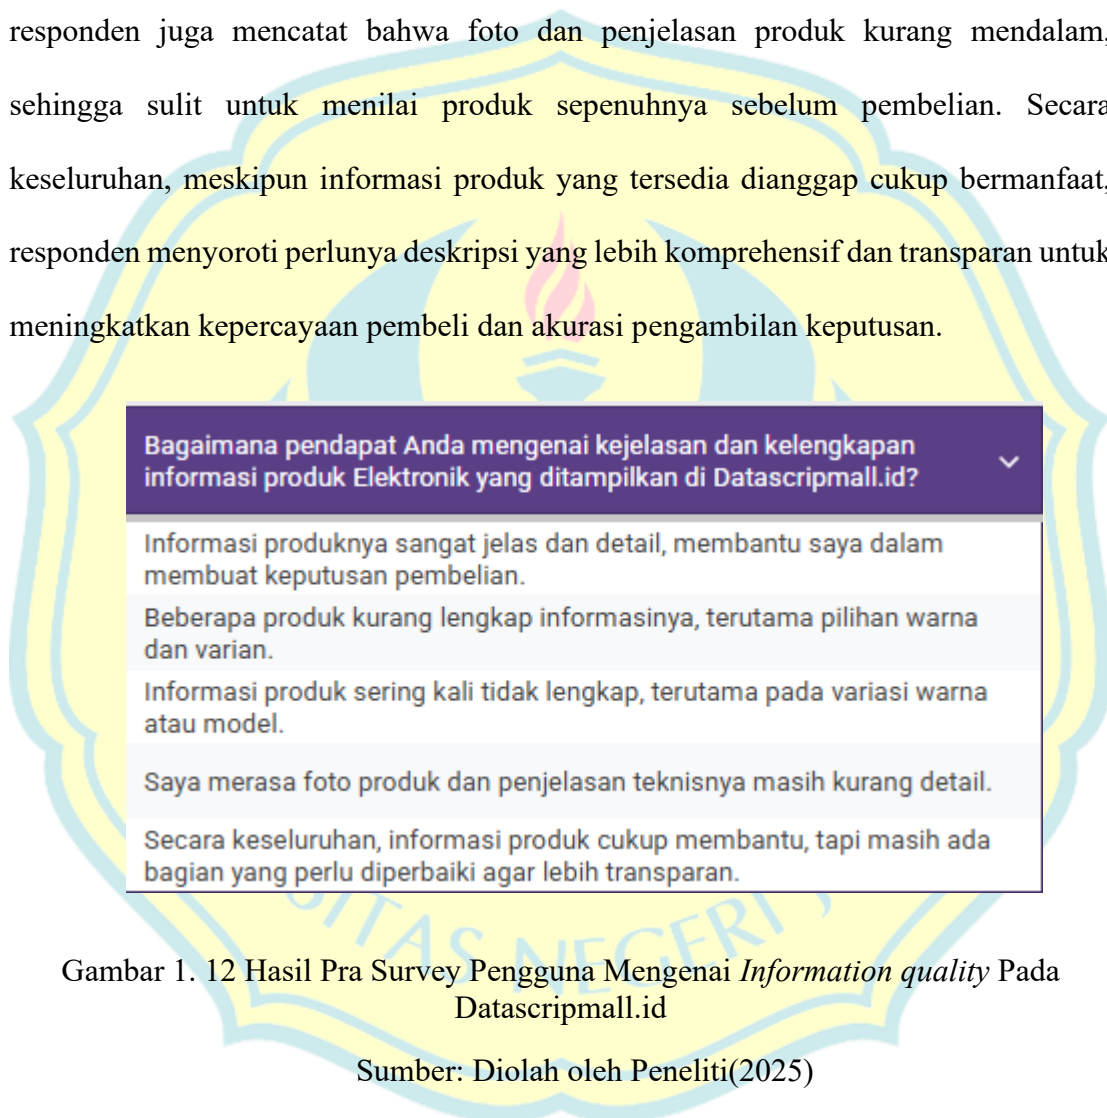 responden juga mencatat bahwa foto dan penjelasan produk kurang mendalam,
sehingga sulit untuk menilai produk sepenuhnya sebelum pembelian. Secara
keseluruhan, meskipun informasi produk yang tersedia dianggap cukup bermanfaat,
responden menyoroti perlunya deskripsi yang lebih komprehensif dan transparan untuk
meningkatkan kepercayaan pembeli dan akurasi pengambilan keputusan.
Bagaimana pendapat Anda mengenai kejelasan dan kelengkapan
informasi produk Elektronik yang ditampilkan di Datascripmall.id?
Informasi produknya sangat jelas dan detail, membantu saya dalam
membuat keputusan pembelian.
Beberapa produk kurang lengkap informasinya, terutama pilihan warna
dan varian.
Informasi produk sering kali tidak lengkap, terutama pada variasi warna
atau model.
Saya merasa foto produk dan penjelasan teknisnya masih kurang detail.
Secara keseluruhan, informasi produk cukup membantu, tapi masih ada
bagian yang perlu diperbaiki agar lebih transparan.
SITAS NEGERI J
Gambar 1. 12 Hasil Pra Survey Pengguna Mengenai Information quality Pada
Datascripmall.id
Sumber: Diolah oleh Peneliti(2025)